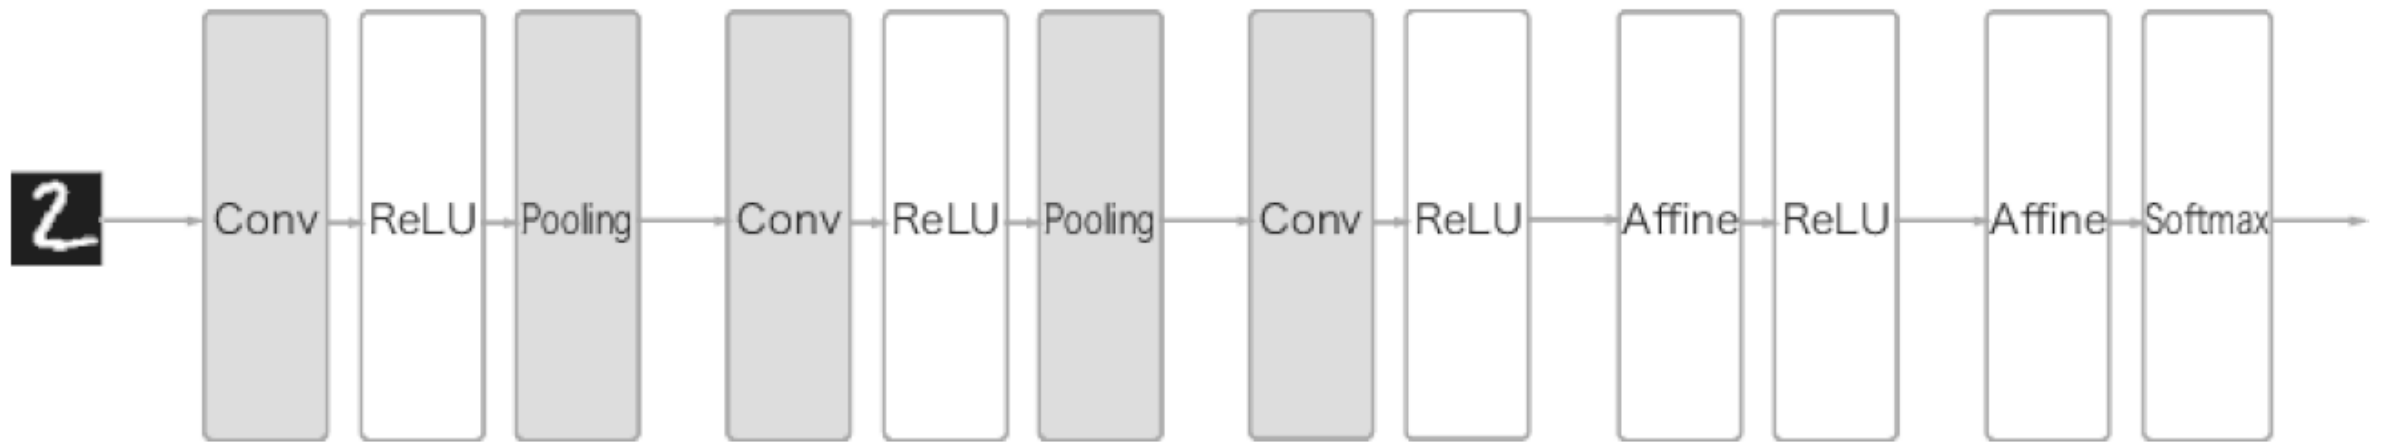 2
Conv
ReLU
Pooling
Conv
ReLU
Pooling
Conv
ReLU
Affine
ReLU
Affine
Softmax